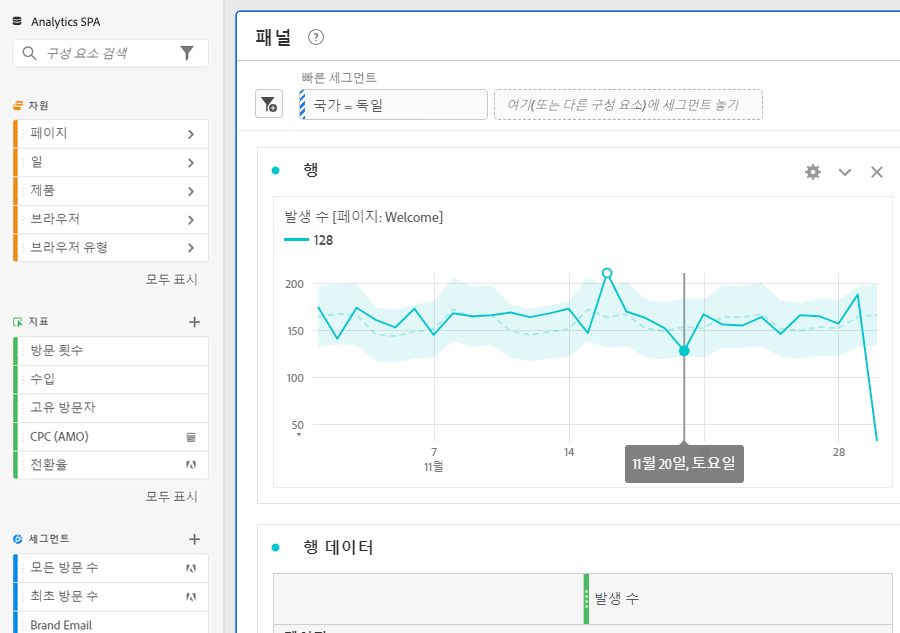 Analytics SPA
구성 요소 검색
차원
페이지
일
제품
브라우저
브라우저 유형
모두 표시
지표
방문 횟수
수입
고유 방문자
CPC (AMO)
전환율
모두 표시
세그먼트
모든 방문 수
최초 방문 수
Brand Email
패널
빠른 세그먼트
국가 = 독일
여기(또는 다른 구성 요소)에 세그먼트 놓기
행
발생 수 [페이지: Welcome]
128
200
150
100
50
7
14
28
11월
11월 20일, 토요일
행 데이터
발생 수